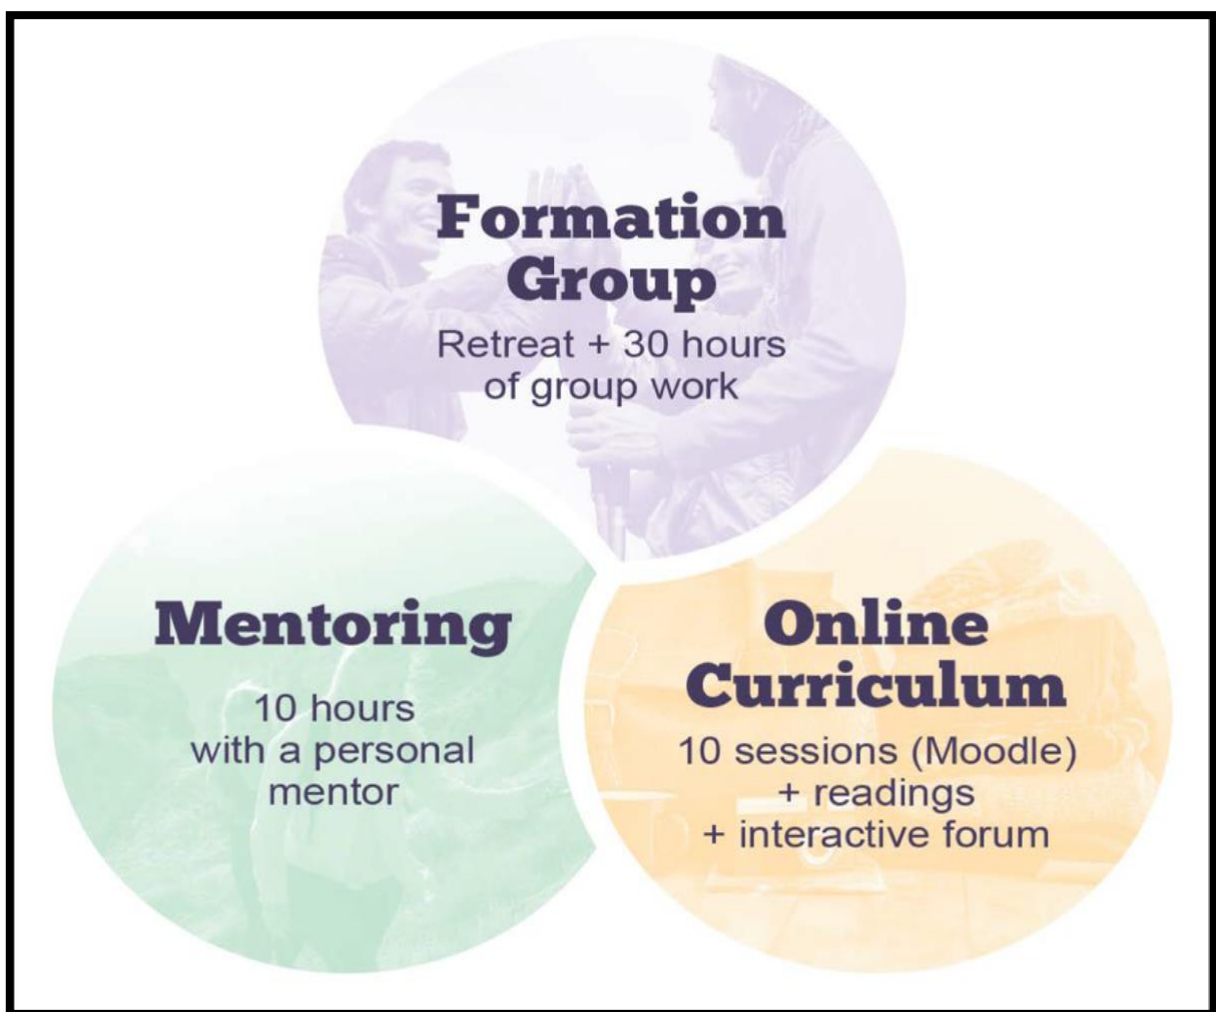 Formation
Group
Retreat + 30 hours
of group work
Mentoring
10 hours
with a personal
mentor
Online
Curriculum
10 sessions (Moodle)
+ readings
+ interactive forum